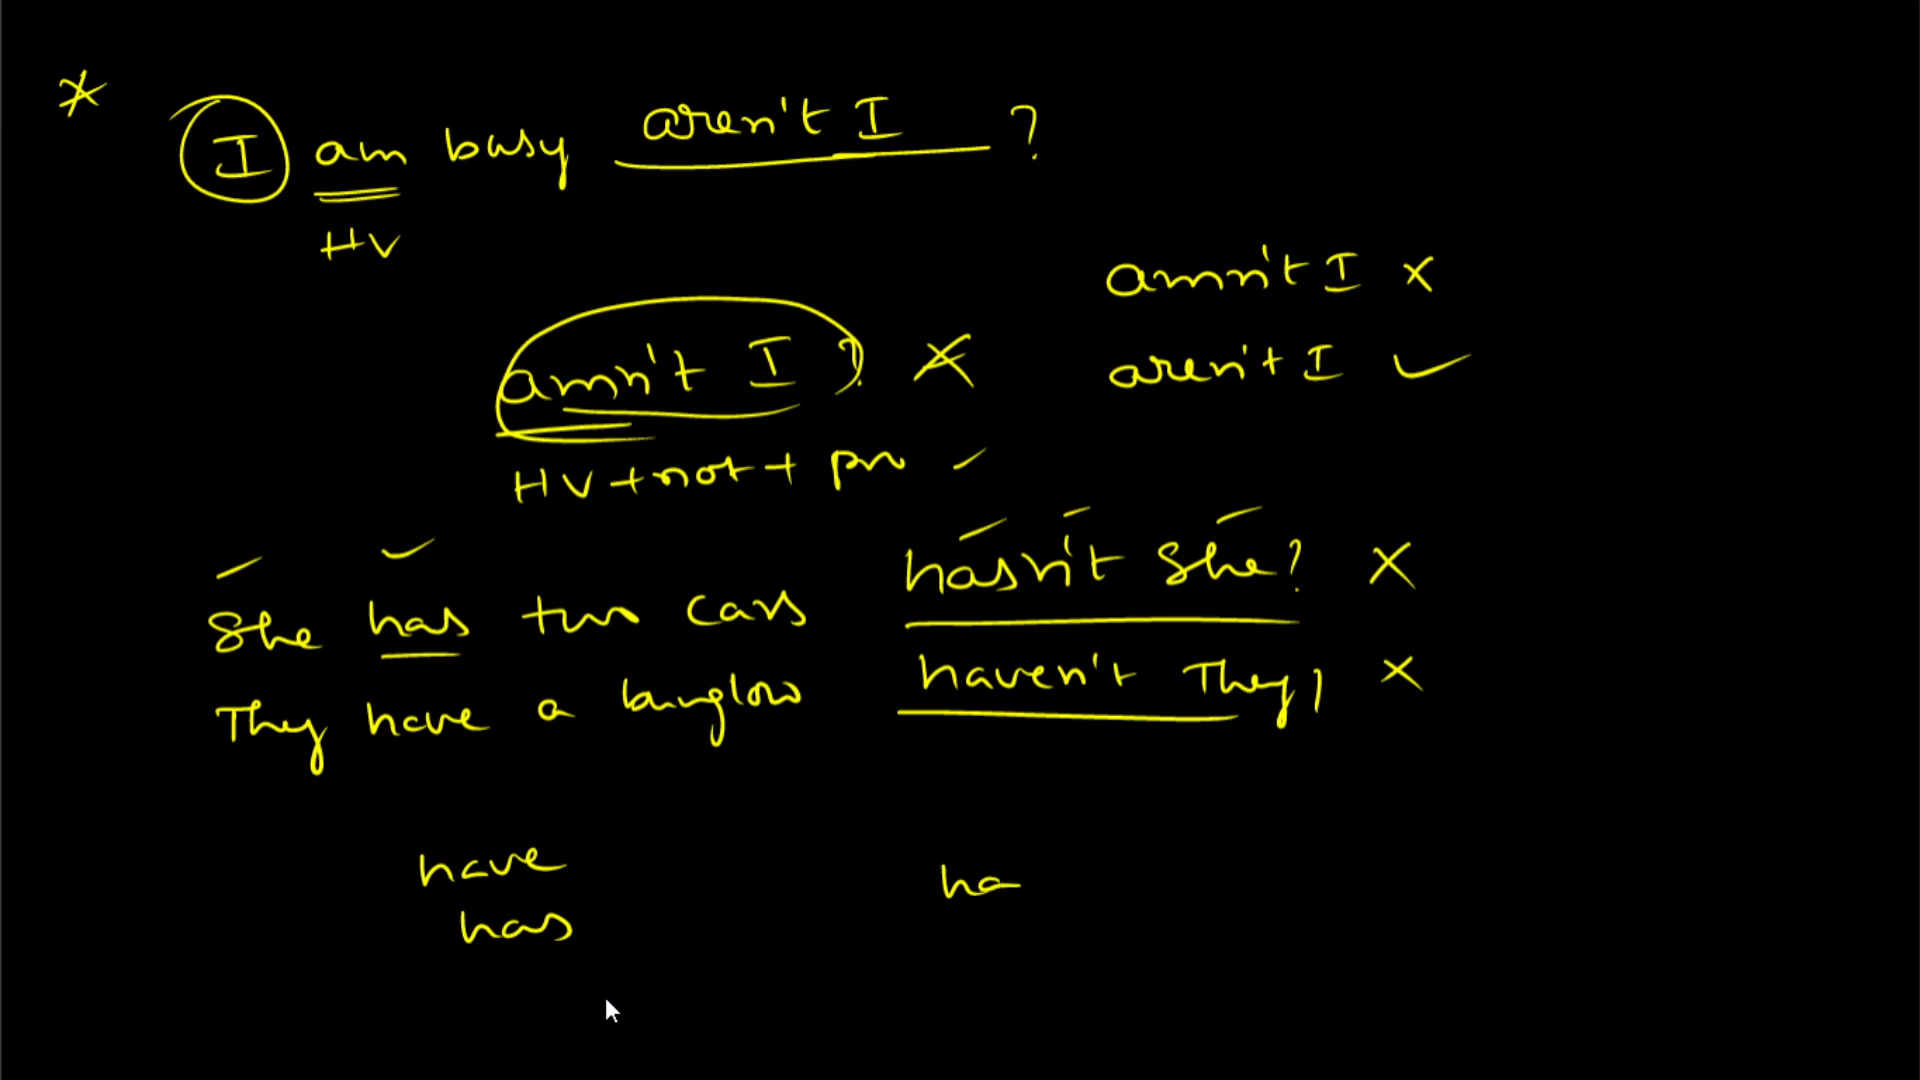 * I am busy aren't I ?
HV
amn't I x
amn't I ? x
aren't I ✓
HV + not + pro
hasn't she? x
She has two cars
haven't They, x
They have a banglow
have
ha
has